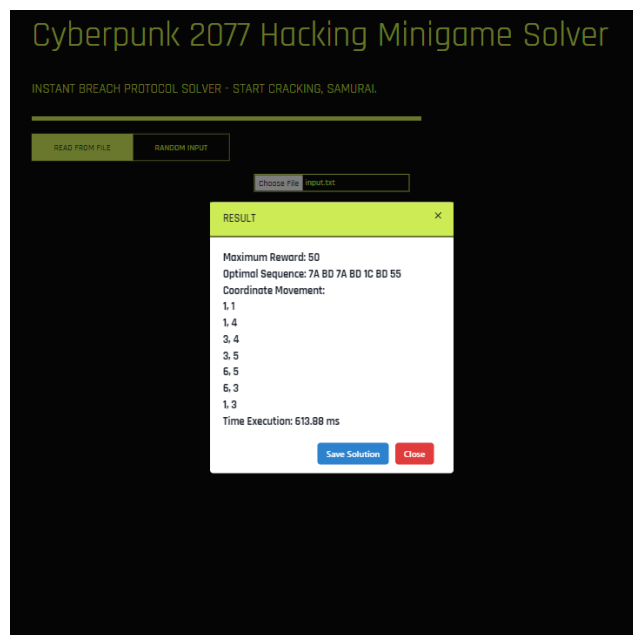 Cyberpunk 2077 Hacking Minigame Solver
INSTANT BREACH PROTOCOL SOLVER - START CRACKING, SAMURAI.
READ FROM FILE
RANDOM INPUT
Choose File input.txt
RESULT ×
Maximum Reward: 50
Optimal Sequence: 7A BD 7A BD 1C BD 55
Coordinate Movement:
1, 1
1, 4
3, 4
3, 5
6, 5
6, 3
1, 3
Time Execution: 613.88 ms
Save Solution
Close